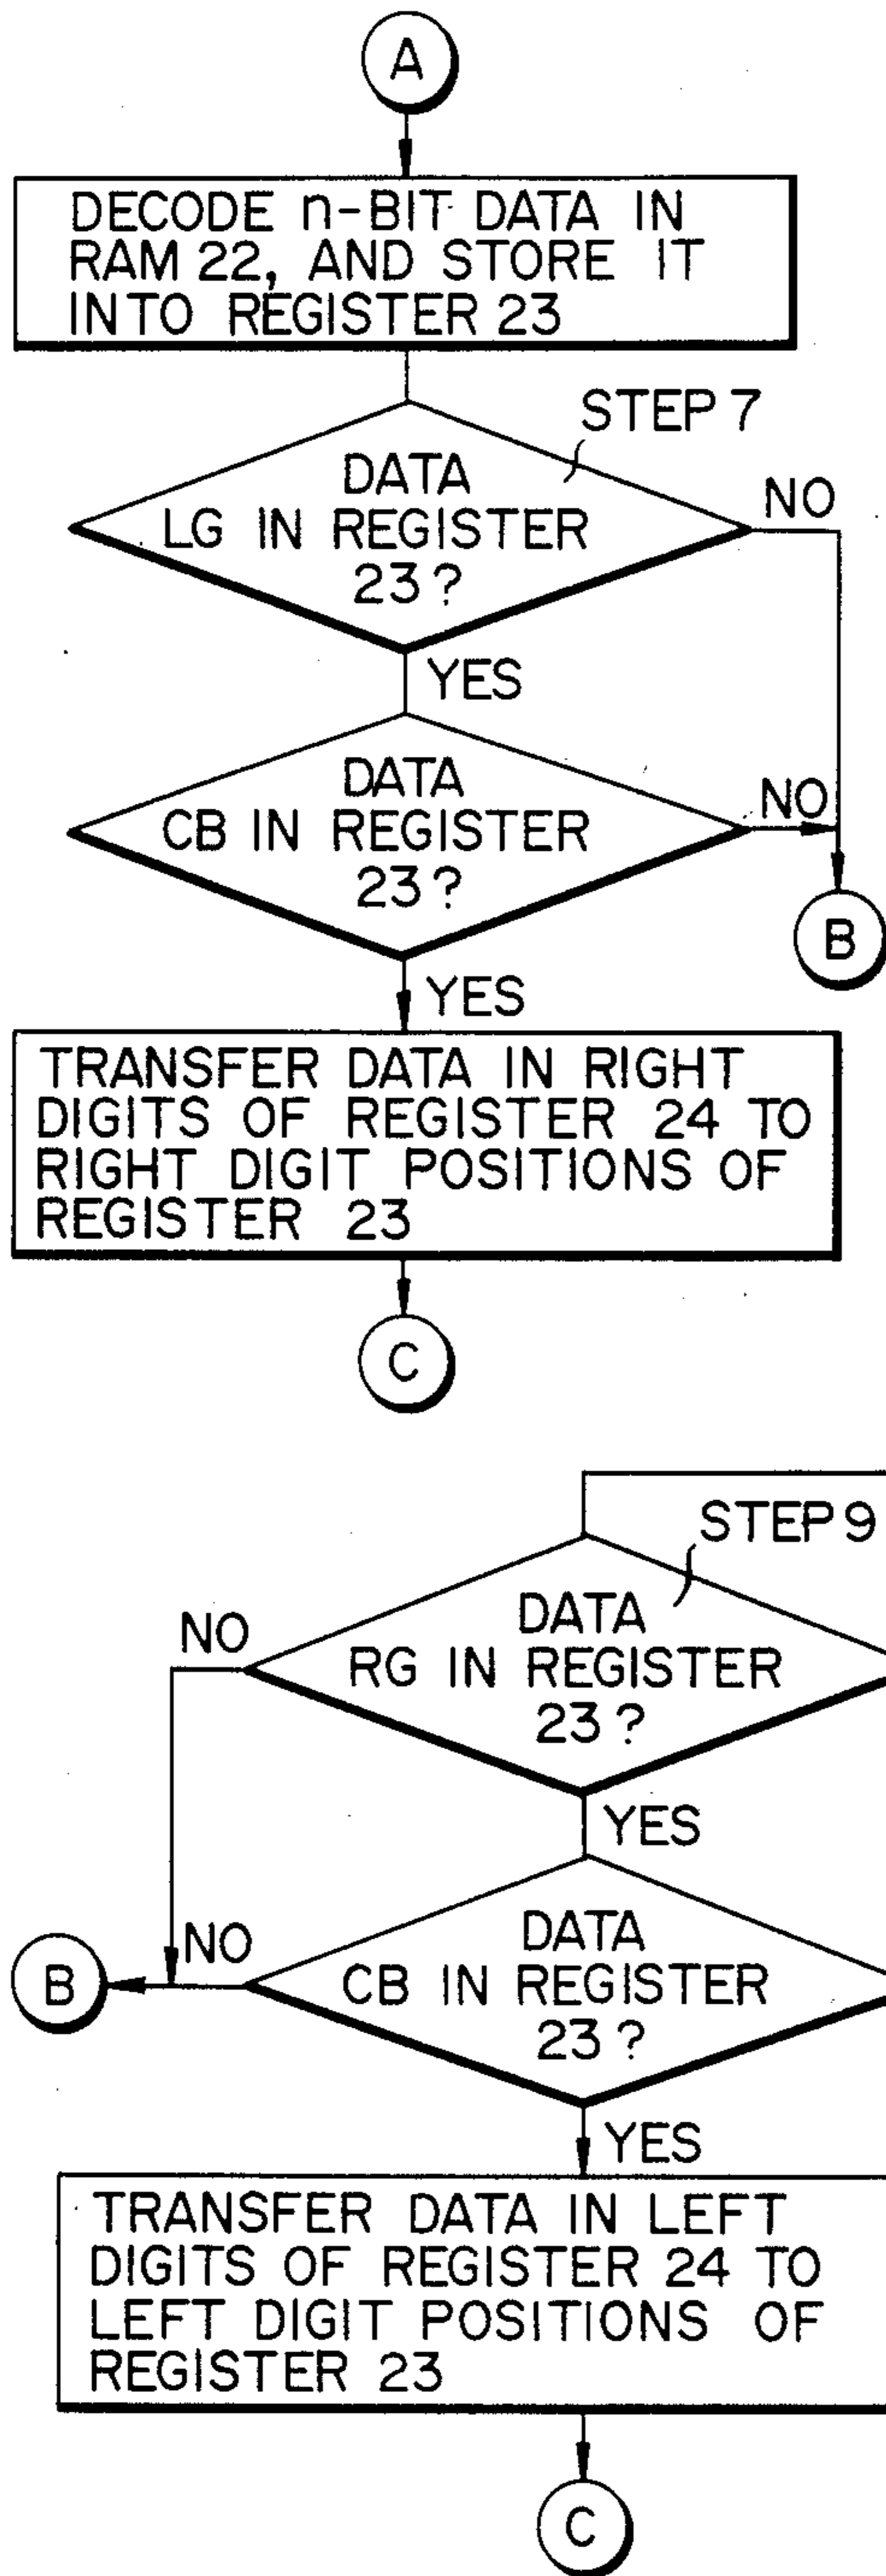 A
DECODE n-BIT DATA IN
RAM 22, AND STORE IT
INTO REGISTER 23
STEP 7
DATA
LG IN REGISTER
23?
NO
YES
DATA
CB IN REGISTER
23?
NO
B
YES
TRANSFER DATA IN RIGHT
DIGITS OF REGISTER 24 TO
RIGHT DIGIT POSITIONS OF
REGISTER 23
C
STEP 9
DATA
RG IN REGISTER
23?
NO
YES
DATA
CB IN REGISTER
23?
NO
B
YES
TRANSFER DATA IN LEFT
DIGITS OF REGISTER 24 TO
LEFT DIGIT POSITIONS OF
REGISTER 23
C